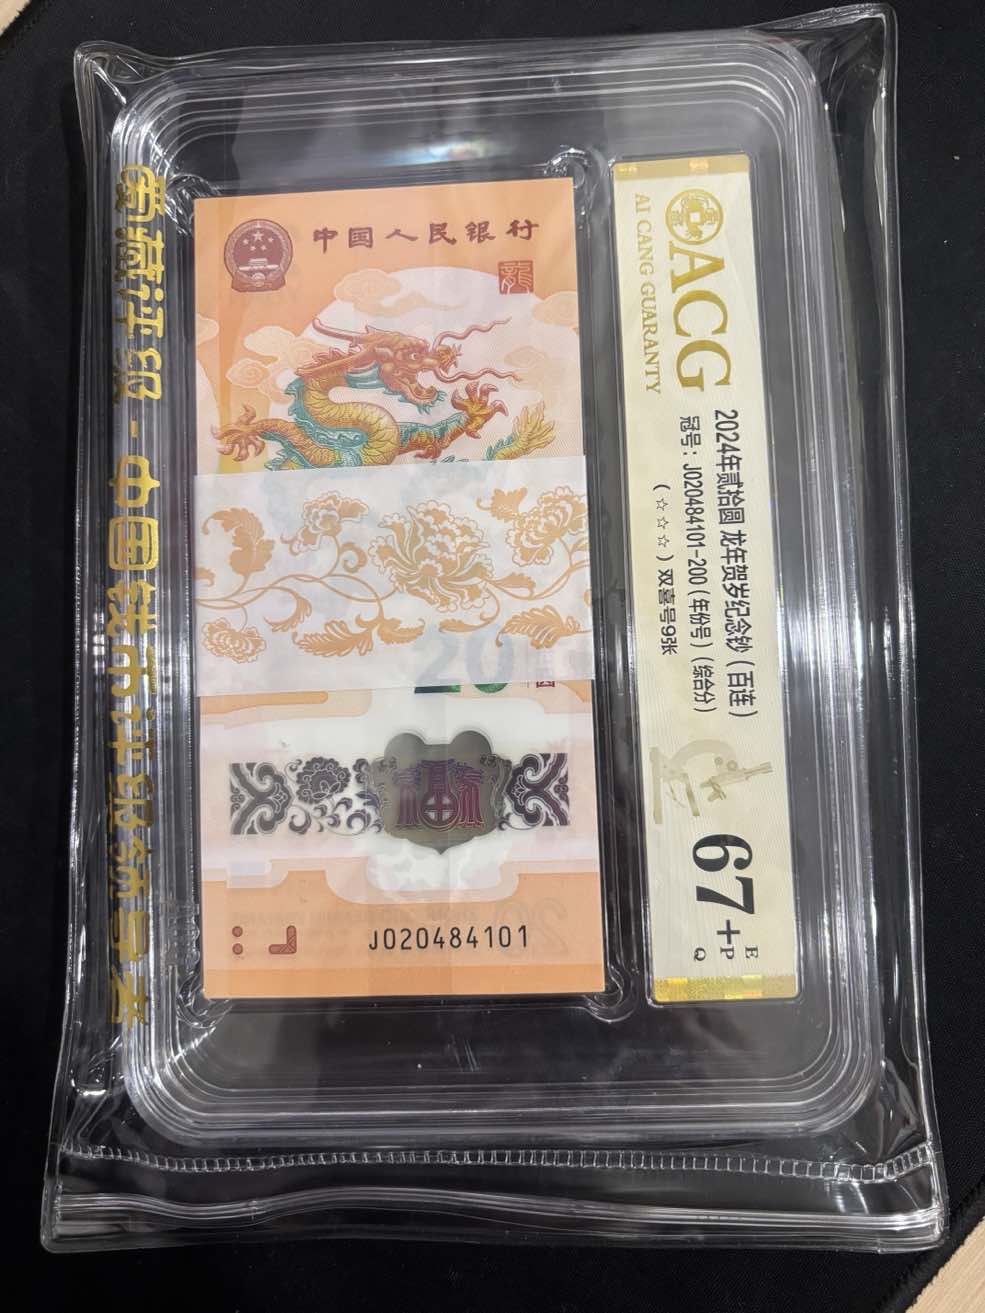 爱藏评级-中国钱币评级领导者
中国人民银行
龍
20
福
J020484101
ACG
AI CANG GUARANTY
2024年贰拾圆 龙年贺岁纪念钞（百连）
冠号：J020484101-200（年份号）（综合分）
（☆☆☆）双喜号9张
67+
E
P
Q